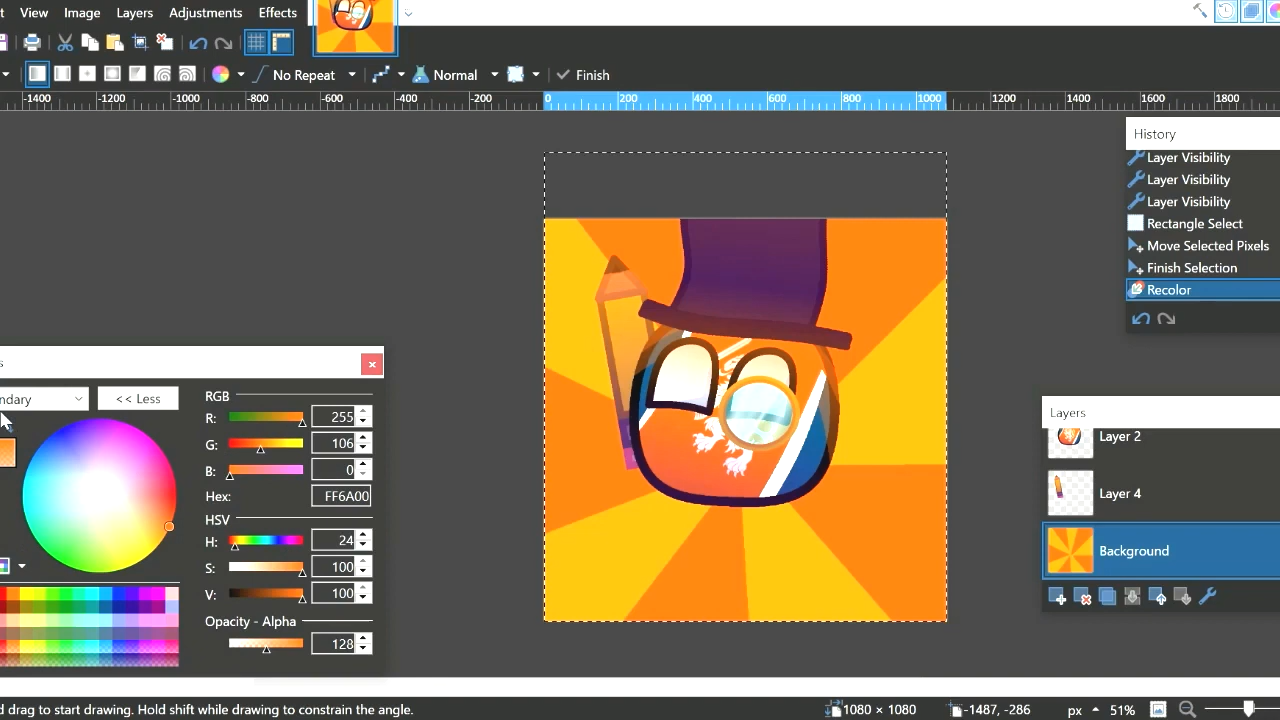 View Image Layers Adjustments Effects
No Repeat Normal Finish
-1400 -1200 -1000 -800 -600 -400 -200 0 200 400 600 800 1000 1200 1400 1600 1800
History
Layer Visibility
Layer Visibility
Layer Visibility
Rectangle Select
Move Selected Pixels
Finish Selection
Recolor
ndary << Less
RGB
R: 255
G: 106
B: 0
Hex: FF6A00
HSV
H: 24
S: 100
V: 100
Opacity - Alpha
128
Layers
Layer 2
Layer 4
Background
d drag to start drawing. Hold shift while drawing to constrain the angle.
1080 × 1080 -1487, -286 px 51%